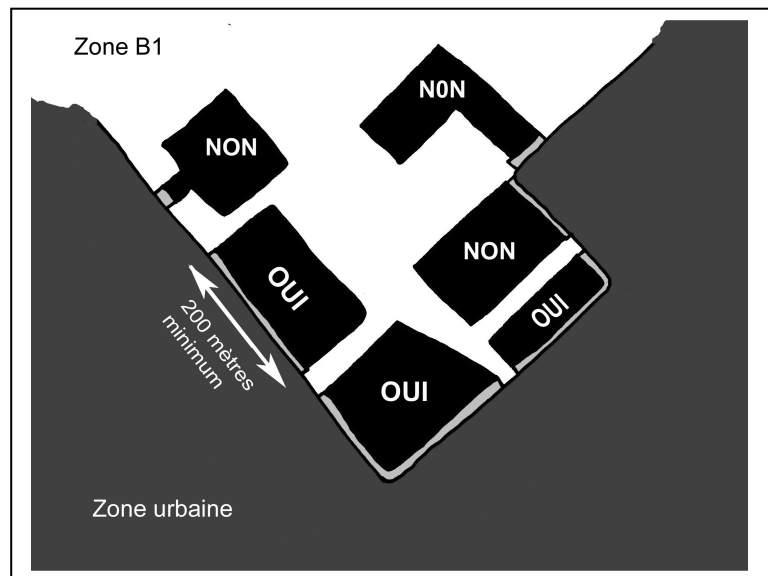 Zone B1
N0N
NON
NON
OUI
OUI
200 mètres
minimum
OUI
Zone urbaine